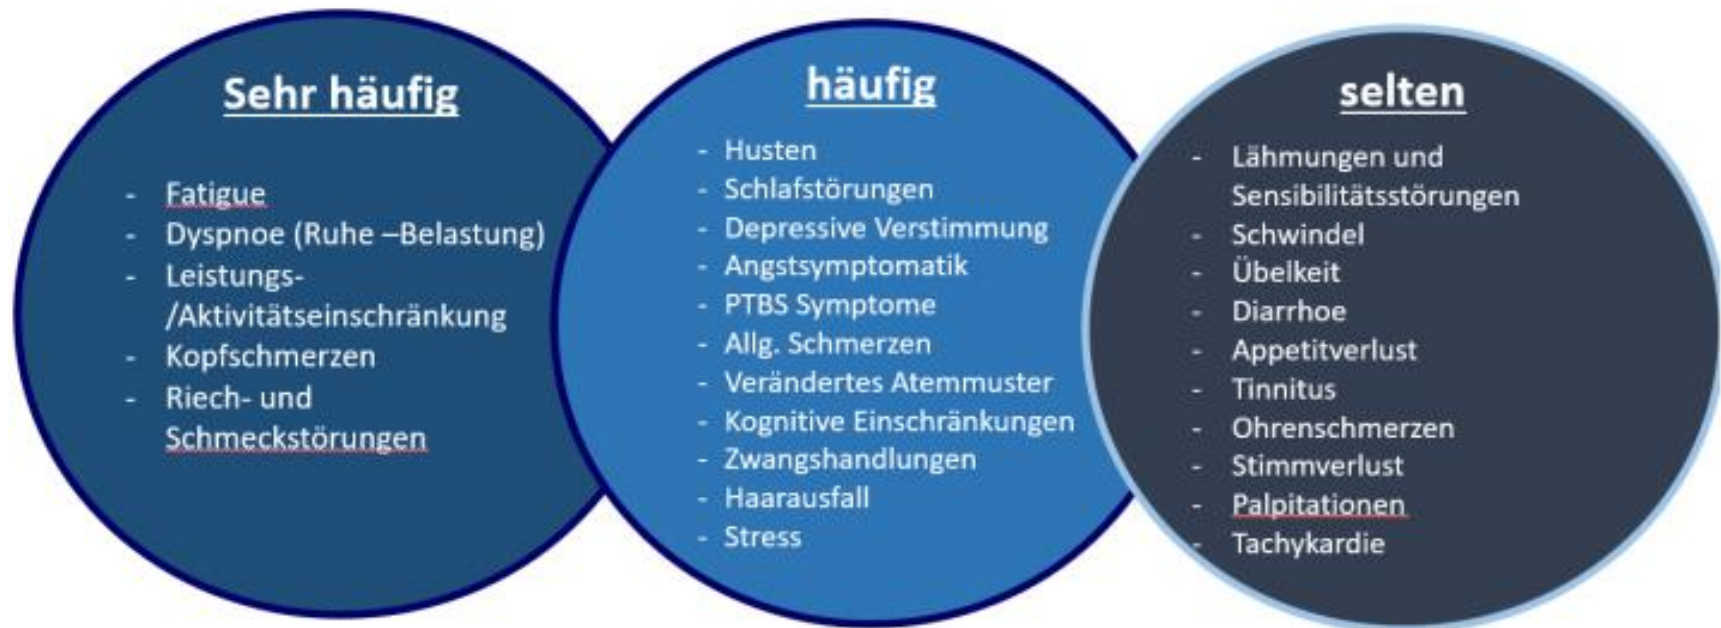 Sehr häufig
- Fatigue
- Dyspnoe (Ruhe –Belastung)
- Leistungs-
/Aktivitätseinschränkung
- Kopfschmerzen
- Riech- und
Schmeckstörungen
häufig
- Husten
- Schlafstörungen
- Depressive Verstimmung
- Angstsymptomatik
- PTBS Symptome
- Allg. Schmerzen
- Verändertes Atemmuster
- Kognitive Einschränkungen
- Zwangshandlungen
- Haarausfall
- Stress
selten
- Lähmungen und
Sensibilitätsstörungen
- Schwindel
- Übelkeit
- Diarrhoe
- Appetitverlust
- Tinnitus
- Ohrenschmerzen
- Stimmverlust
- Palpitationen
- Tachykardie